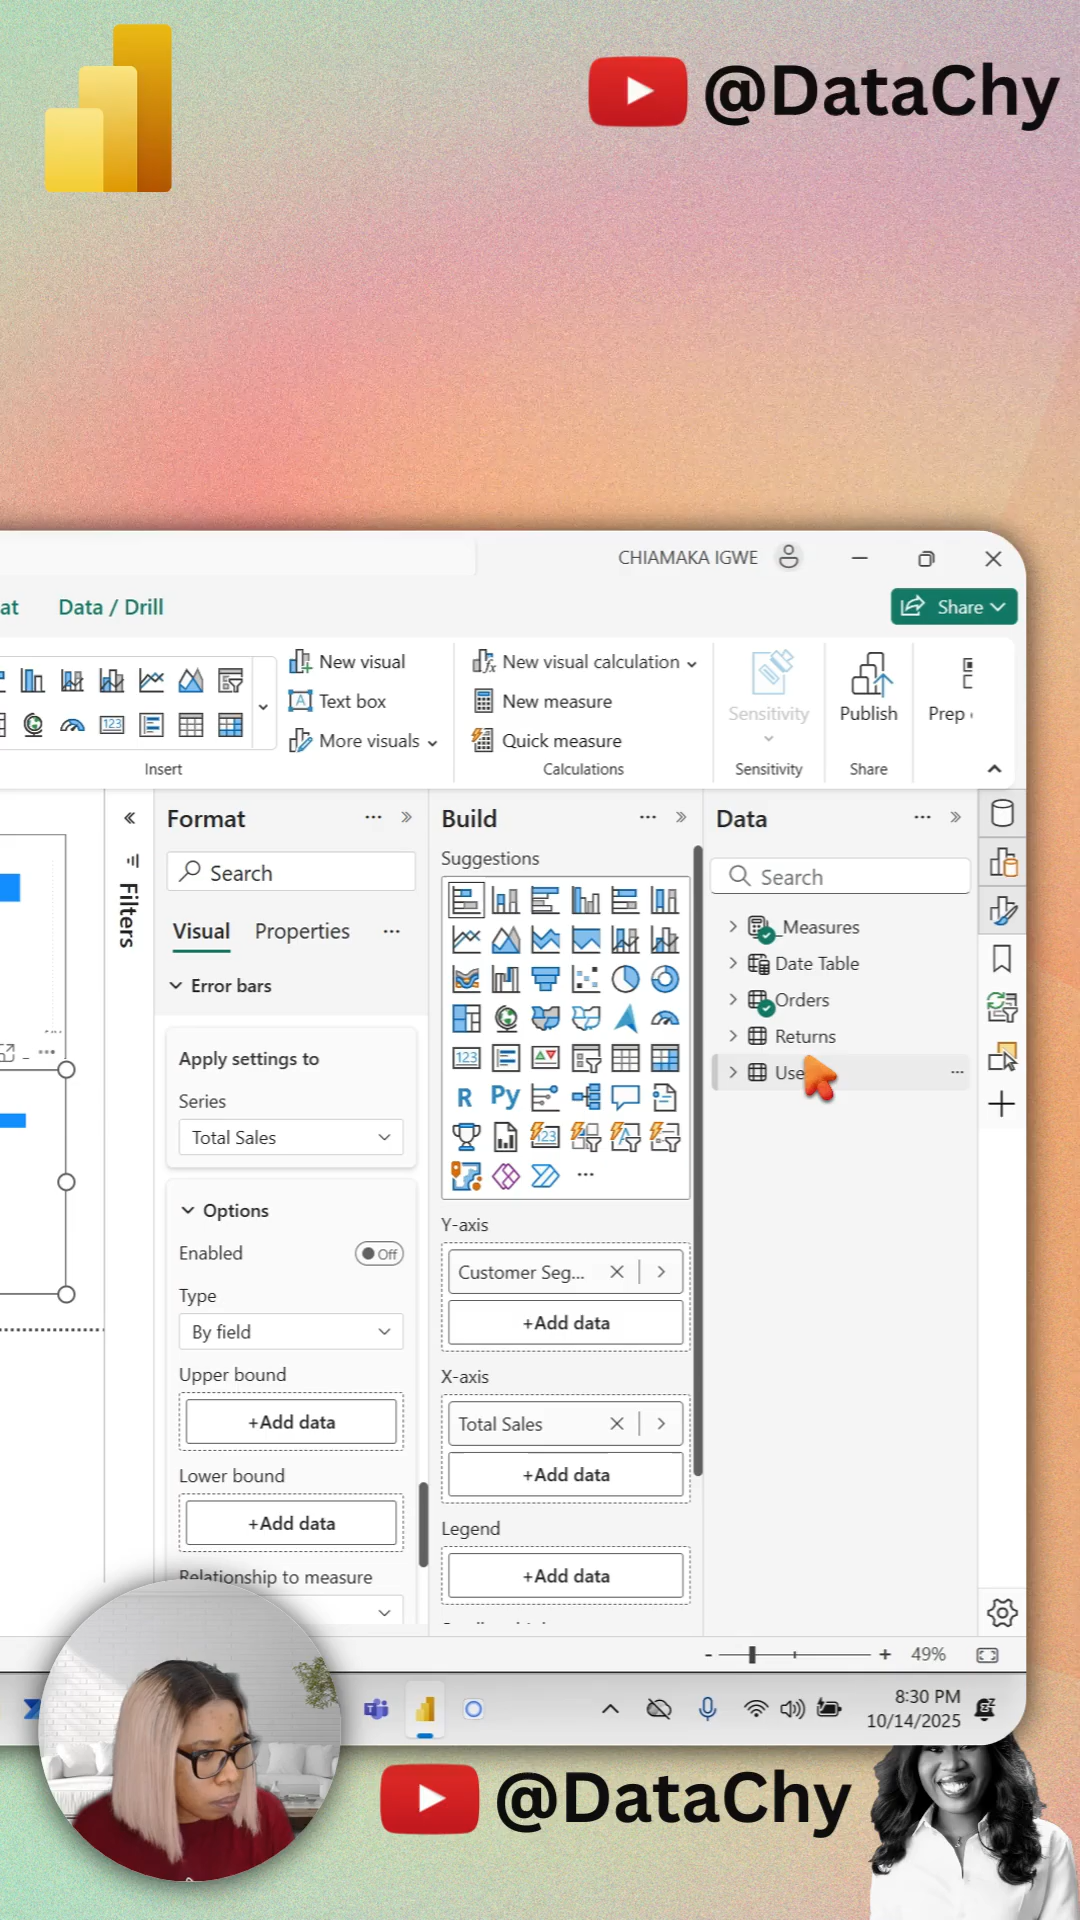 @DataChy
CHIAMAKA IGWE
at
Data / Drill
Share
New visual
Text box
More visuals
Insert
New visual calculation
New measure
Quick measure
Calculations
Sensitivity
Sensitivity
Publish
Share
Prep
Filters
Format
Search
Visual
Properties
Error bars
Apply settings to
Series
Total Sales
Options
Enabled
Off
Type
By field
Upper bound
+Add data
Lower bound
+Add data
Relationship to measure
Build
Suggestions
123
R
Py
123
Y-axis
Customer Seg...
+Add data
X-axis
Total Sales
+Add data
Legend
+Add data
Data
Search
_Measures
Date Table
Orders
Returns
Use
- + 49%
8:30 PM
10/14/2025
@DataChy